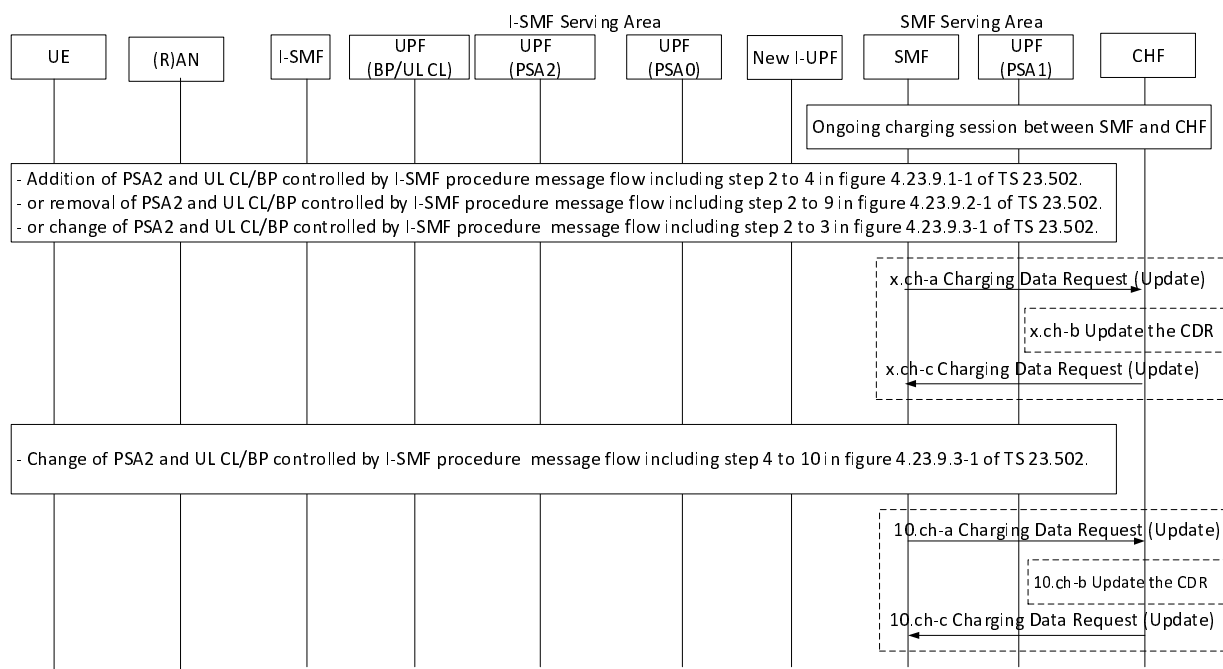 I-SMF Serving Area
SMF Serving Area
UE
(R)AN
I-SMF
UPF
(BP/UL CL)
UPF
(PSA2)
UPF
(PSA0)
New I-UPF
SMF
UPF
(PSA1)
CHF
Ongoing charging session between SMF and CHF
- Addition of PSA2 and UL CL/BP controlled by I-SMF procedure message flow including step 2 to 4 in figure 4.23.9.1-1 of TS 23.502.
- or removal of PSA2 and UL CL/BP controlled by I-SMF procedure message flow including step 2 to 9 in figure 4.23.9.2-1 of TS 23.502.
- or change of PSA2 and UL CL/BP controlled by I-SMF procedure message flow including step 2 to 3 in figure 4.23.9.3-1 of TS 23.502.
x.ch-a Charging Data Request (Update)
x.ch-b Update the CDR
x.ch-c Charging Data Request (Update)
- Change of PSA2 and UL CL/BP controlled by I-SMF procedure message flow including step 4 to 10 in figure 4.23.9.3-1 of TS 23.502.
10.ch-a Charging Data Request (Update)
10.ch-b Update the CDR
10.ch-c Charging Data Request (Update)